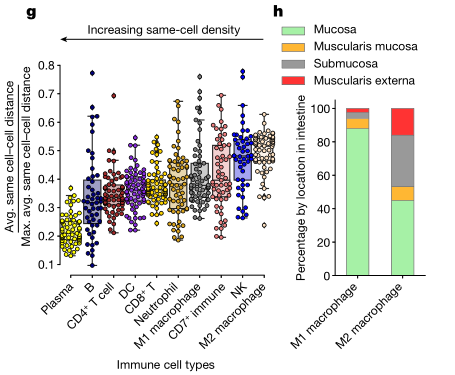 g
Increasing same-cell density
Avg. same cell–cell distance
Max. avg. same cell–cell distance
0.8
0.7
0.6
0.5
0.4
0.3
0.2
0.1
Plasma
B
CD4⁺ T cell
DC
CD8⁺ T
Neutrophil
M1 macrophage
CD7⁺ immune
NK
M2 macrophage
Immune cell types
h
Mucosa
Muscularis mucosa
Submucosa
Muscularis externa
Percentage by location in intestine
100
80
60
40
20
0
M1 macrophage
M2 macrophage